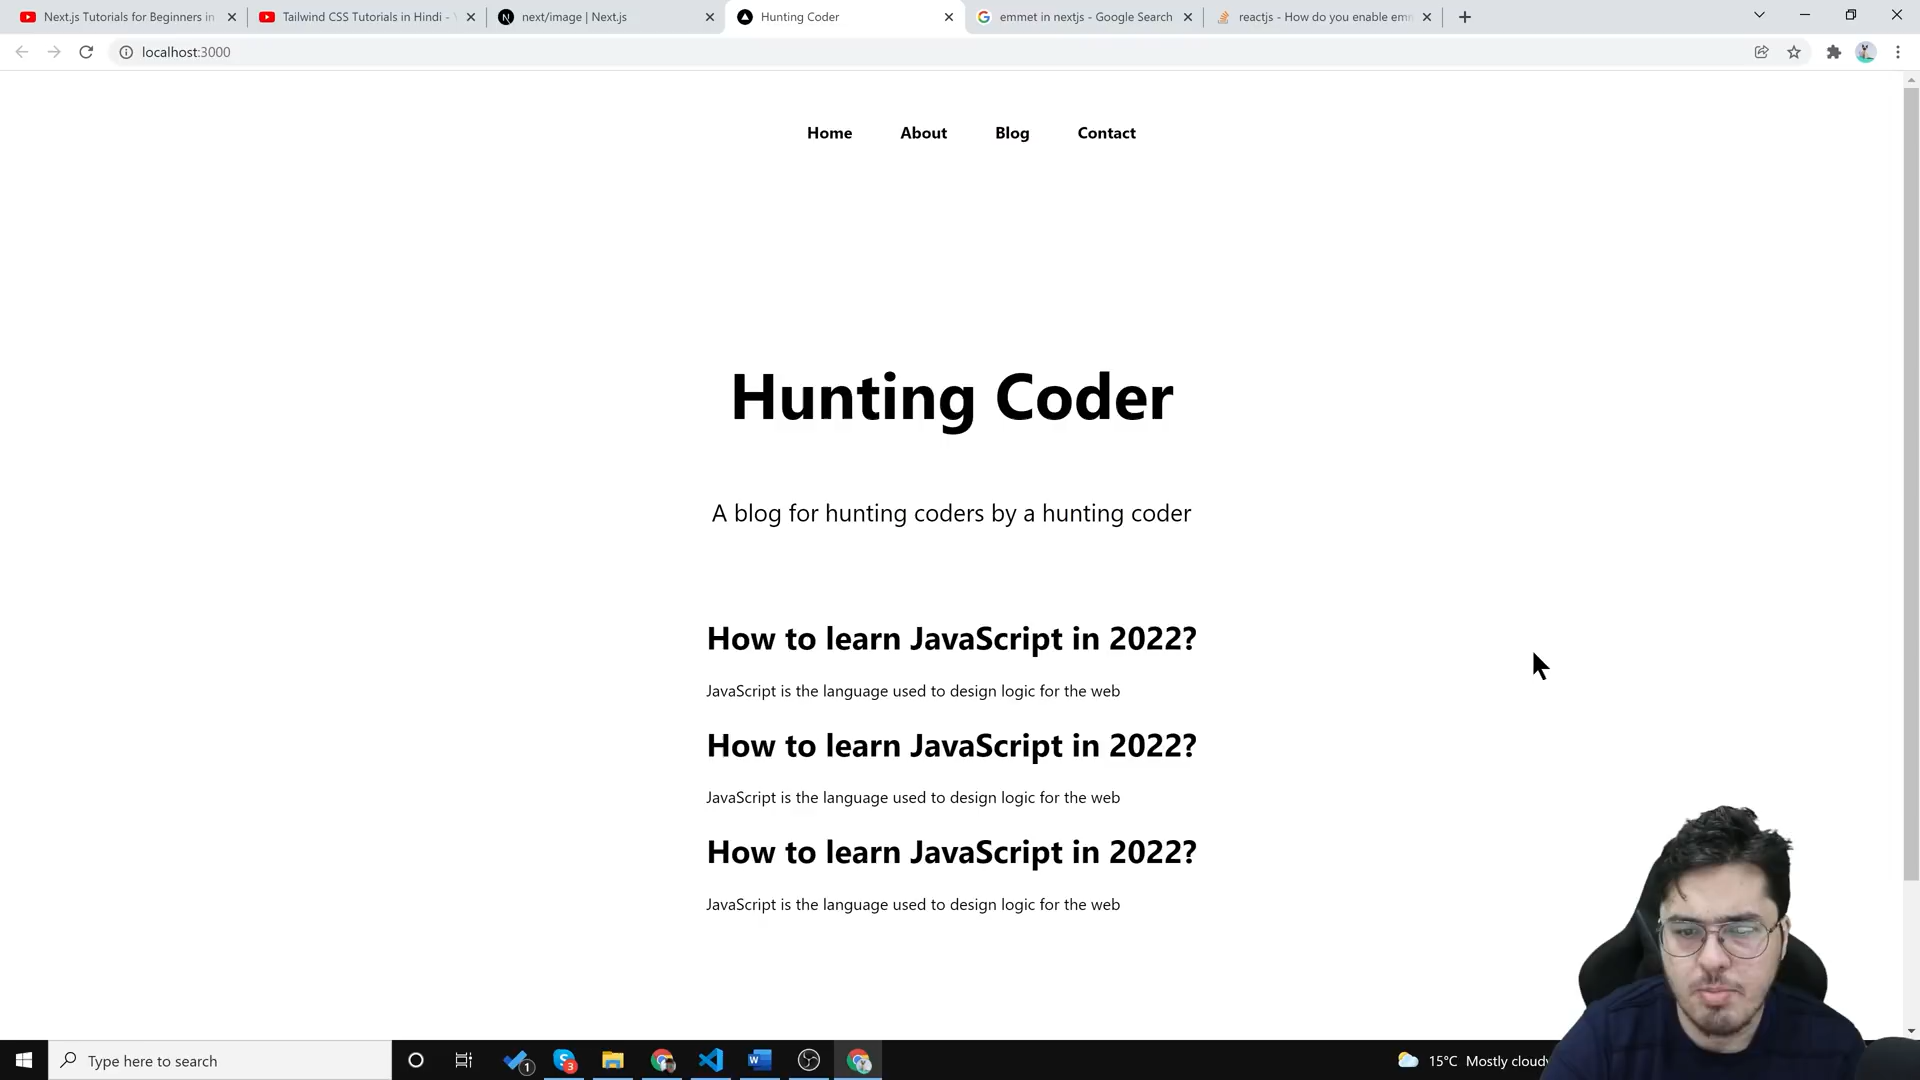 Next.js Tutorials for Beginners in
Tailwind CSS Tutorials in Hindi -
next/image | Next.js
Hunting Coder
emmet in nextjs - Google Search
reactjs - How do you enable em
localhost:3000
Home
About
Blog
Contact
Hunting Coder
A blog for hunting coders by a hunting coder
How to learn JavaScript in 2022?
JavaScript is the language used to design logic for the web
How to learn JavaScript in 2022?
JavaScript is the language used to design logic for the web
How to learn JavaScript in 2022?
JavaScript is the language used to design logic for the web
Type here to search
1
3
15°C Mostly cloudy